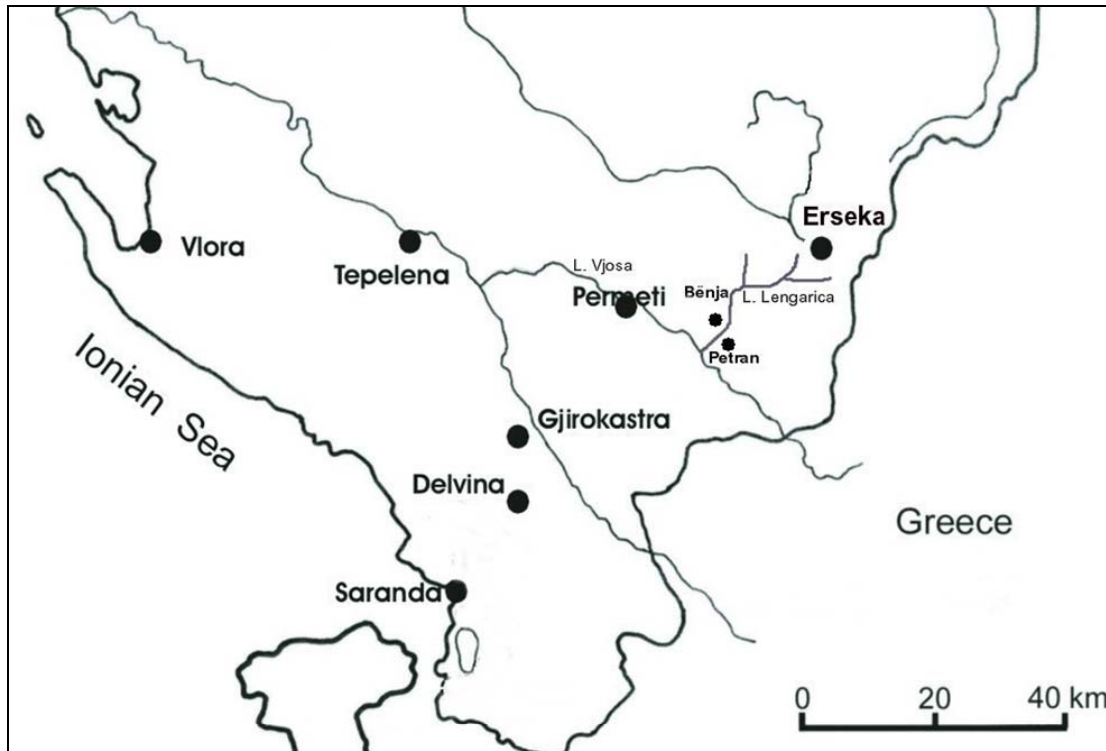 Erseka
Vlora
Tepelena
L. Vjosa
Permeti
Bënja
L. Lengarica
Petran
Ionian Sea
Gjirokastra
Delvina
Greece
Saranda
0 20 40 km